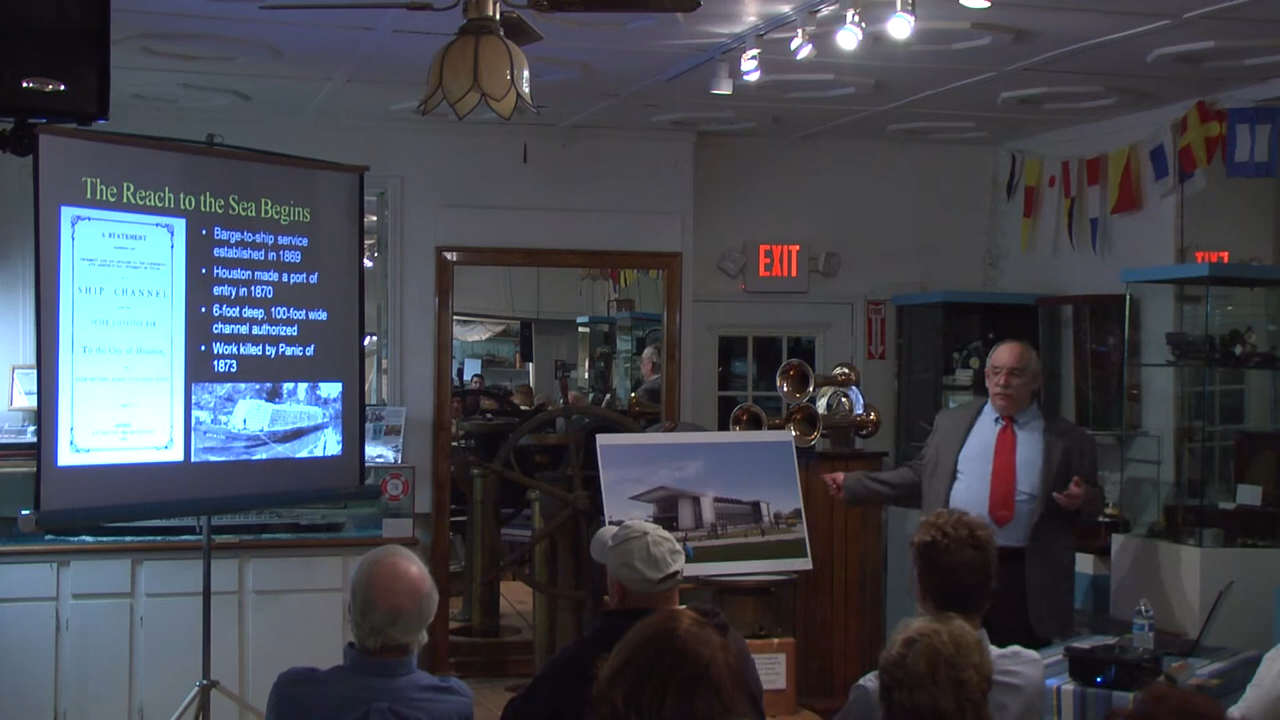 The Reach to the Sea Begins
A STATEMENT
SHIP CHANNEL
To the City of Houston,
• Barge-to-ship service
established in 1869
• Houston made a port of
entry in 1870
• 6-foot deep, 100-foot wide
channel authorized
• Work killed by Panic of
1873
EXIT